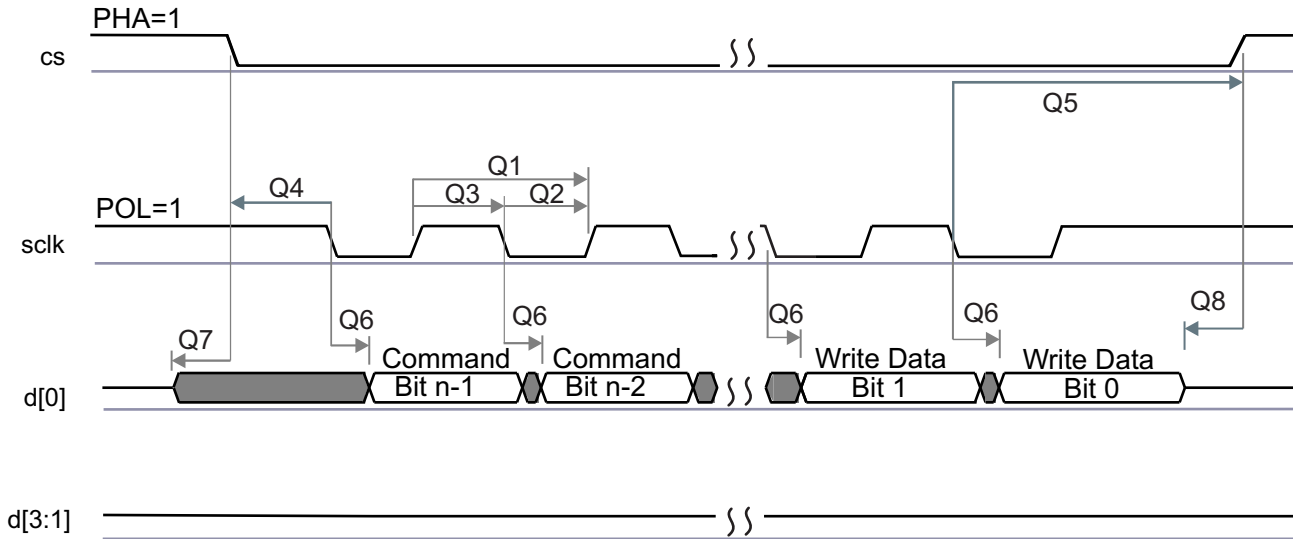 PHA=1
cs
Q5
Q1
Q4
Q3
Q2
POL=1
sclk
Q7
Q6
Q6
Q6
Q6
Q8
Command
Command
Write Data
Write Data
d[0]
Bit n-1
Bit n-2
Bit 1
Bit 0
d[3:1]